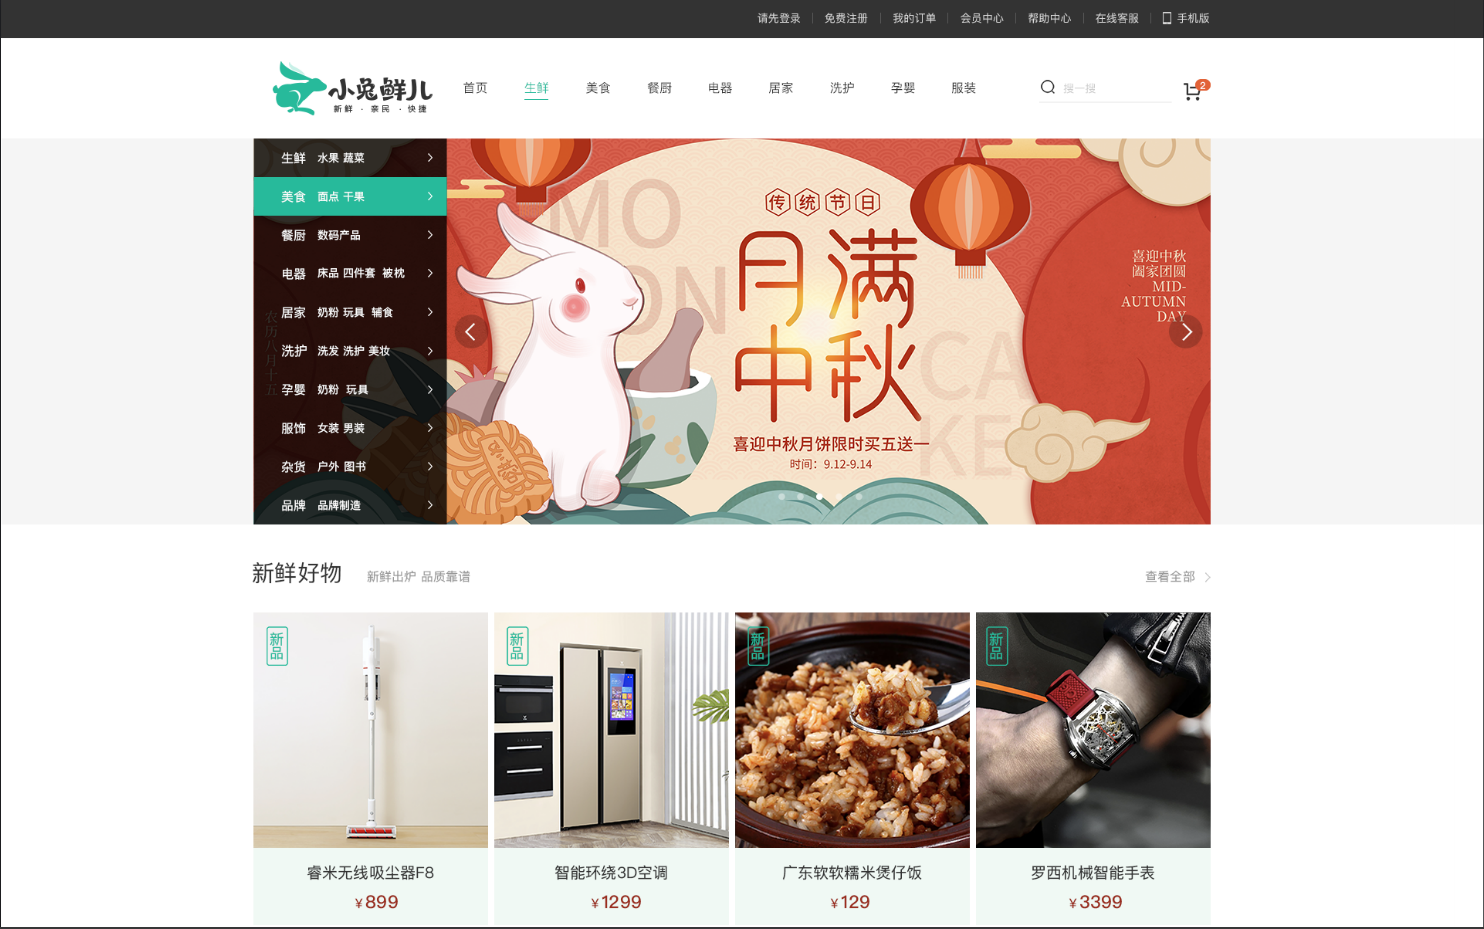 请先登录 免费注册 我的订单 会员中心 帮助中心 在线客服 手机版
小兔鲜儿
新鲜 · 亲民 · 快捷
首页 生鲜 美食 餐厨 电器 居家 洗护 孕婴 服装
搜一搜
2
生鲜 水果 蔬菜
美食 面点 干果
餐厨 数码产品
电器 床品 四件套 被枕
居家 奶粉 玩具 辅食
洗护 洗发 洗护 美妆
孕婴 奶粉 玩具
服饰 女装 男装
杂货 户外 图书
品牌 品牌制造
农历八月十五
MO
ON
CA
KE
传统节日
月满
中秋
喜迎中秋月饼限时买五送一
时间：9.12-9.14
喜迎中秋
阖家团圆
MID-
AUTUMN
DAY
新鲜好物 新鲜出炉 品质靠谱
查看全部
新品
新品
新品
新品
睿米无线吸尘器F8
¥899
智能环绕3D空调
¥1299
广东软软糯米煲仔饭
¥129
罗西机械智能手表
¥3399